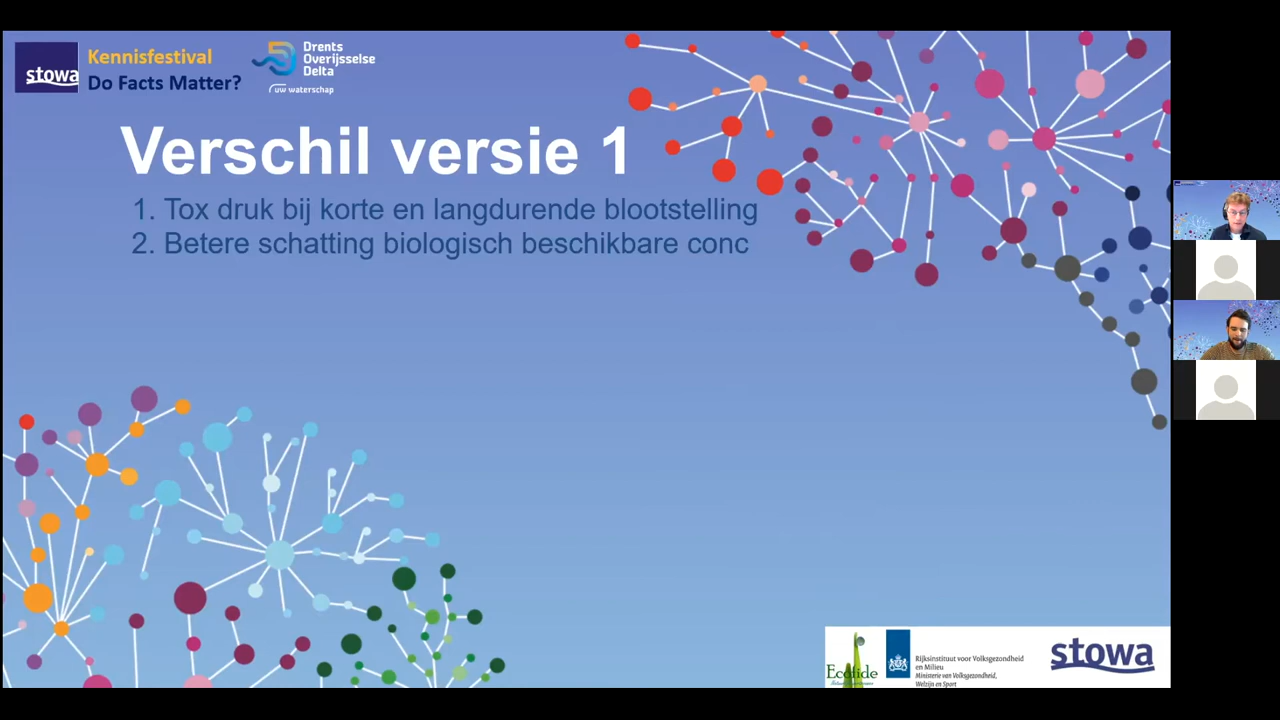 stowa
Kennisfestival
Do Facts Matter?
Drents
Overijsselse
Delta
uw waterschap
Verschil versie 1
1. Tox druk bij korte en langdurende blootstelling
2. Betere schatting biologisch beschikbare conc
Ecofide
Rijksinstituut voor Volksgezondheid
en Milieu
Ministerie van Volksgezondheid,
Welzijn en Sport
stowa